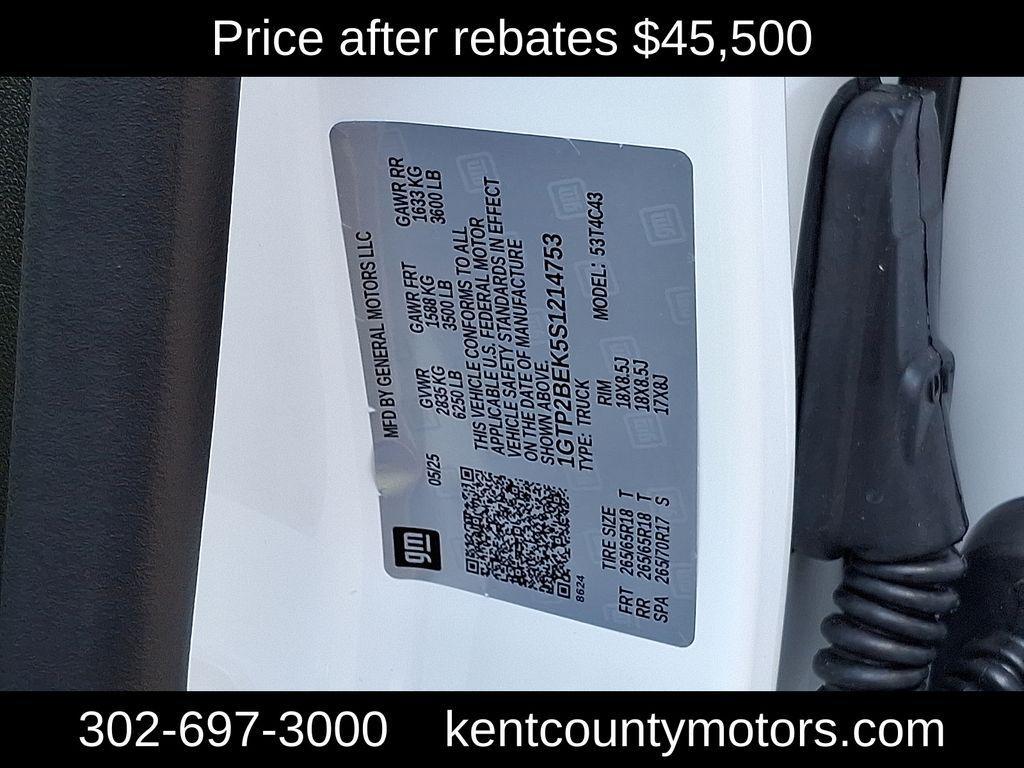 Price after rebates $45,500
MFD BY GENERAL MOTORS LLC
05/25
GVWR GAWR FRT GAWR RR
2835 KG 1588 KG 1633 KG
6250 LB 3500 LB 3600 LB
THIS VEHICLE CONFORMS TO ALL
APPLICABLE U.S. FEDERAL MOTOR
VEHICLE SAFETY STANDARDS IN EFFECT
ON THE DATE OF MANUFACTURE
SHOWN ABOVE.
1GTP2BEK5S1214753
TYPE: TRUCK MODEL: 53T4C43
gm
8624
TIRE SIZE RIM
FRT 265/65R18 T 18X8.5J
RR 265/65R18 T 18X8.5J
SPA 265/70R17 S 17X8J
302-697-3000 kentcountymotors.com